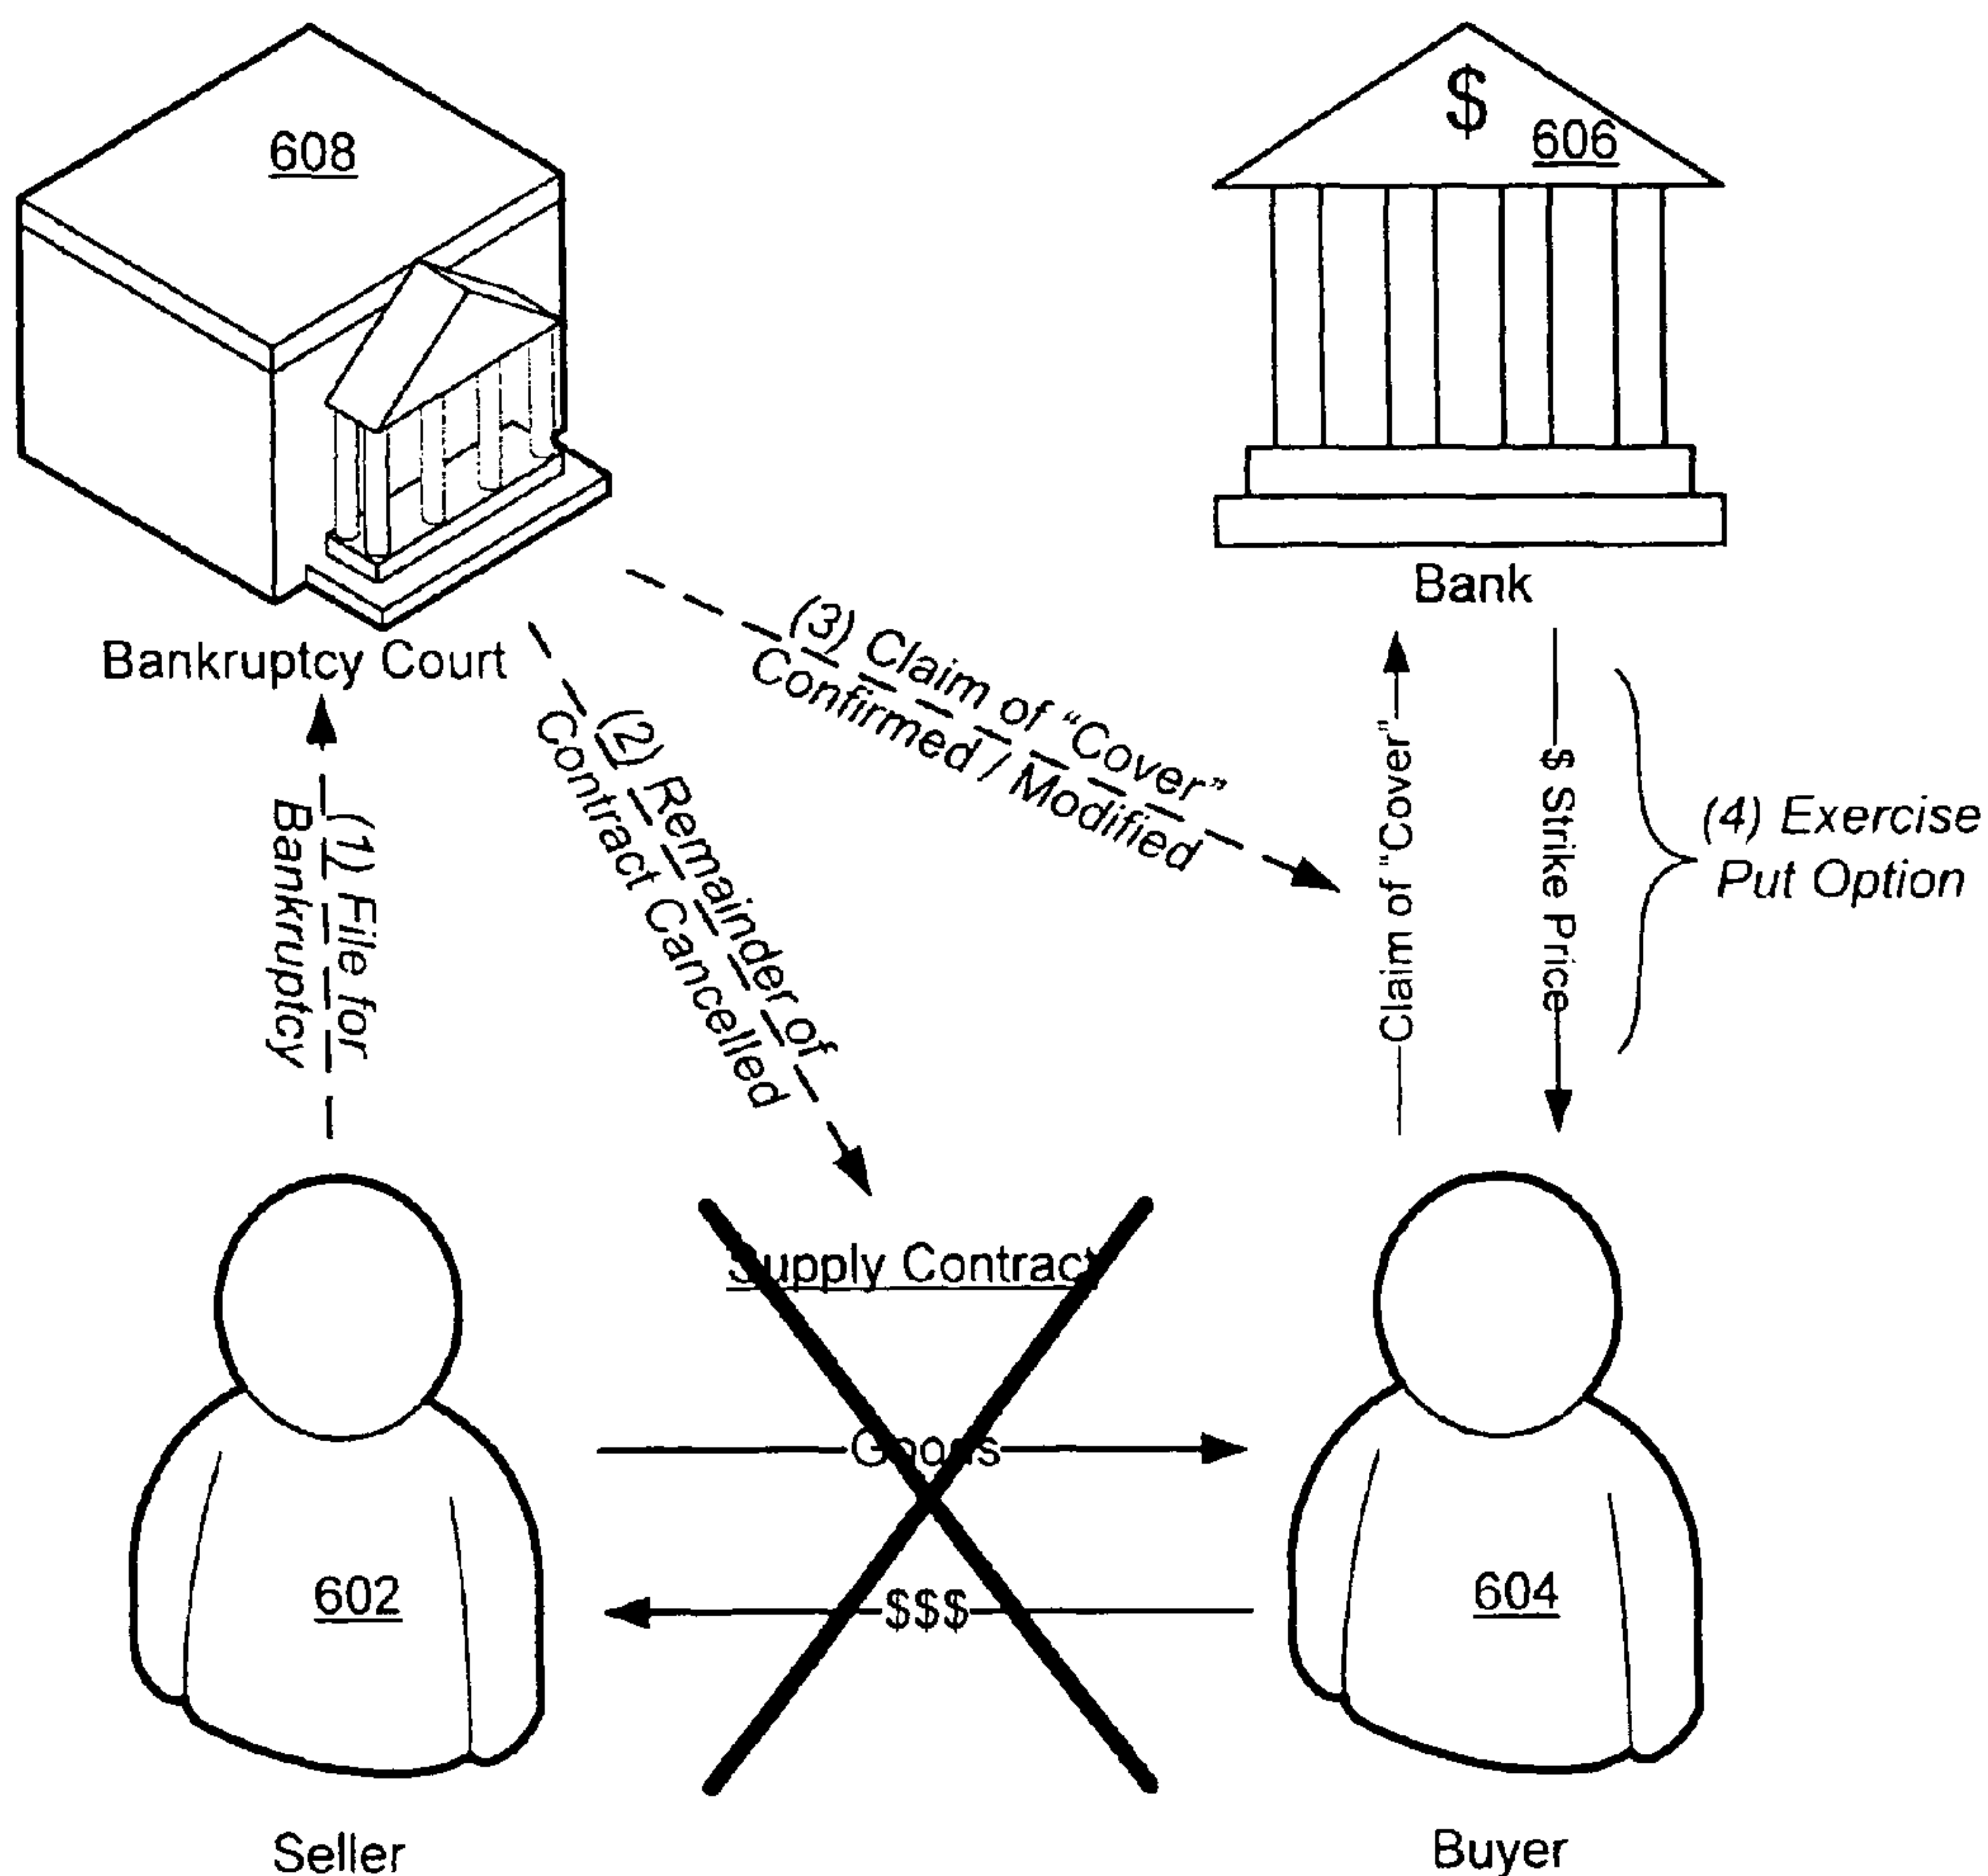 608
$
606
Bank
Bankruptcy Court
(3) Claim of “Cover”
Confirmed / Modified
(2) Remainder of
Contract Cancelled
(1) File for
Bankruptcy
Claim of “Cover”
$ Strike Price
(4) Exercise
Put Option
Supply Contract
Goods
$$$
602
604
Seller
Buyer